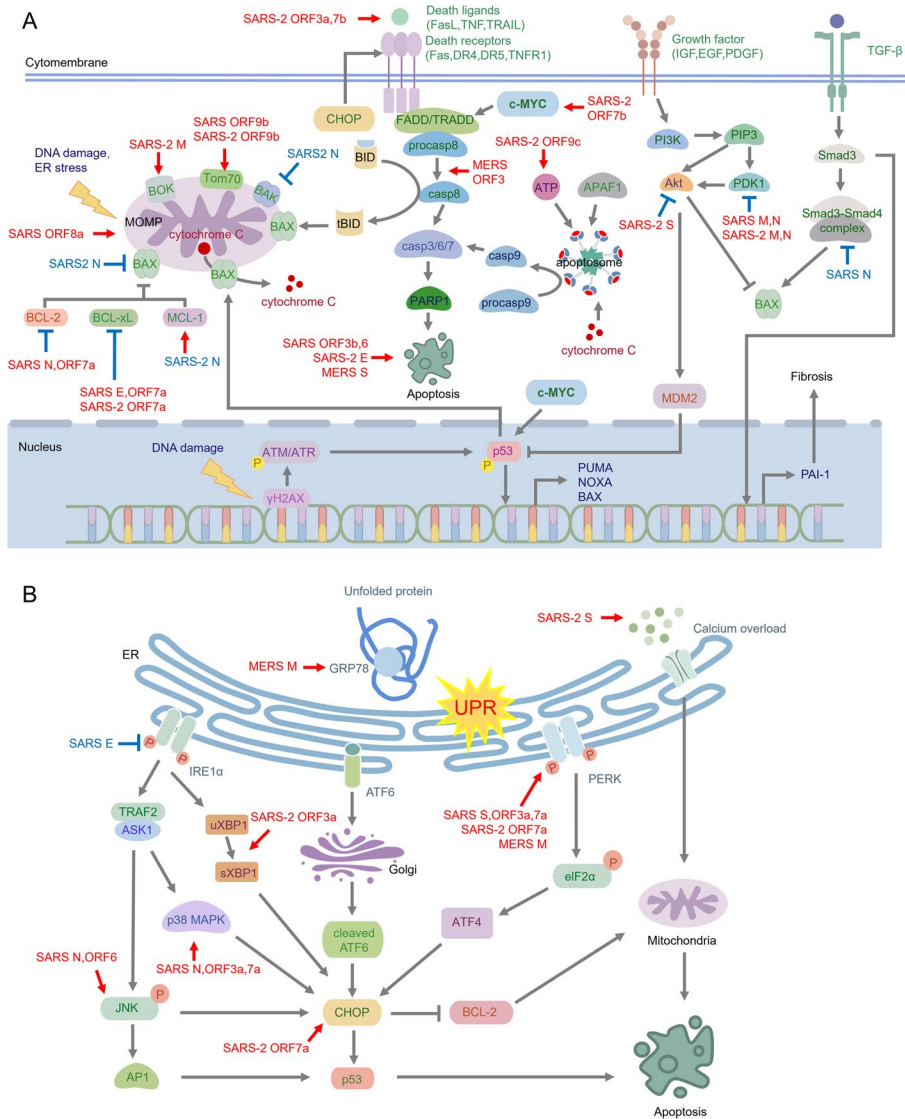 A
SARS-2 ORF3a,7b
Death ligands
(FasL,TNF,TRAIL)
Death receptors
(Fas,DR4,DR5,TNFR1)
Growth factor
(IGF,EGF,PDGF)
TGF-β
Cytomembrane
CHOP
FADD/TRADD
c-MYC
SARS-2
ORF7b
SARS ORF9b
SARS-2 ORF9b
SARS-2 M
SARS2 N
BID
procasp8
SARS-2 ORF9c
PI3K
PIP3
Smad3
DNA damage,
ER stress
BOK
Tom70
BAK
MERS
ORF3
casp8
ATP
APAF1
Akt
PDK1
MOMP
cytochrome C
BAX
tBID
SARS-2 S
SARS M,N
SARS-2 M,N
Smad3-Smad4
complex
SARS ORF8a
casp3/6/7
casp9
apoptosome
SARS N
SARS2 N
BAX
BAX
cytochrome C
procasp9
BAX
PARP1
BCL-2
BCL-xL
MCL-1
cytochrome C
SARS N,ORF7a
SARS-2 N
SARS ORF3b,6
SARS-2 E
MERS S
SARS E,ORF7a
SARS-2 ORF7a
Apoptosis
c-MYC
MDM2
Fibrosis
Nucleus
DNA damage
P
ATM/ATR
p53
P
γH2AX
PUMA
NOXA
BAX
PAI-1
B
Unfolded protein
SARS-2 S
Calcium overload
ER
MERS M
GRP78
UPR
SARS E
P
P
IRE1α
ATF6
P
P
PERK
TRAF2
ASK1
uXBP1
SARS-2 ORF3a
sXBP1
Golgi
SARS S,ORF3a,7a
SARS-2 ORF7a
MERS M
P
eIF2α
p38 MAPK
cleaved
ATF6
ATF4
Mitochondria
SARS N,ORF6
SARS N,ORF3a,7a
P
JNK
CHOP
BCL-2
SARS-2 ORF7a
AP1
p53
Apoptosis